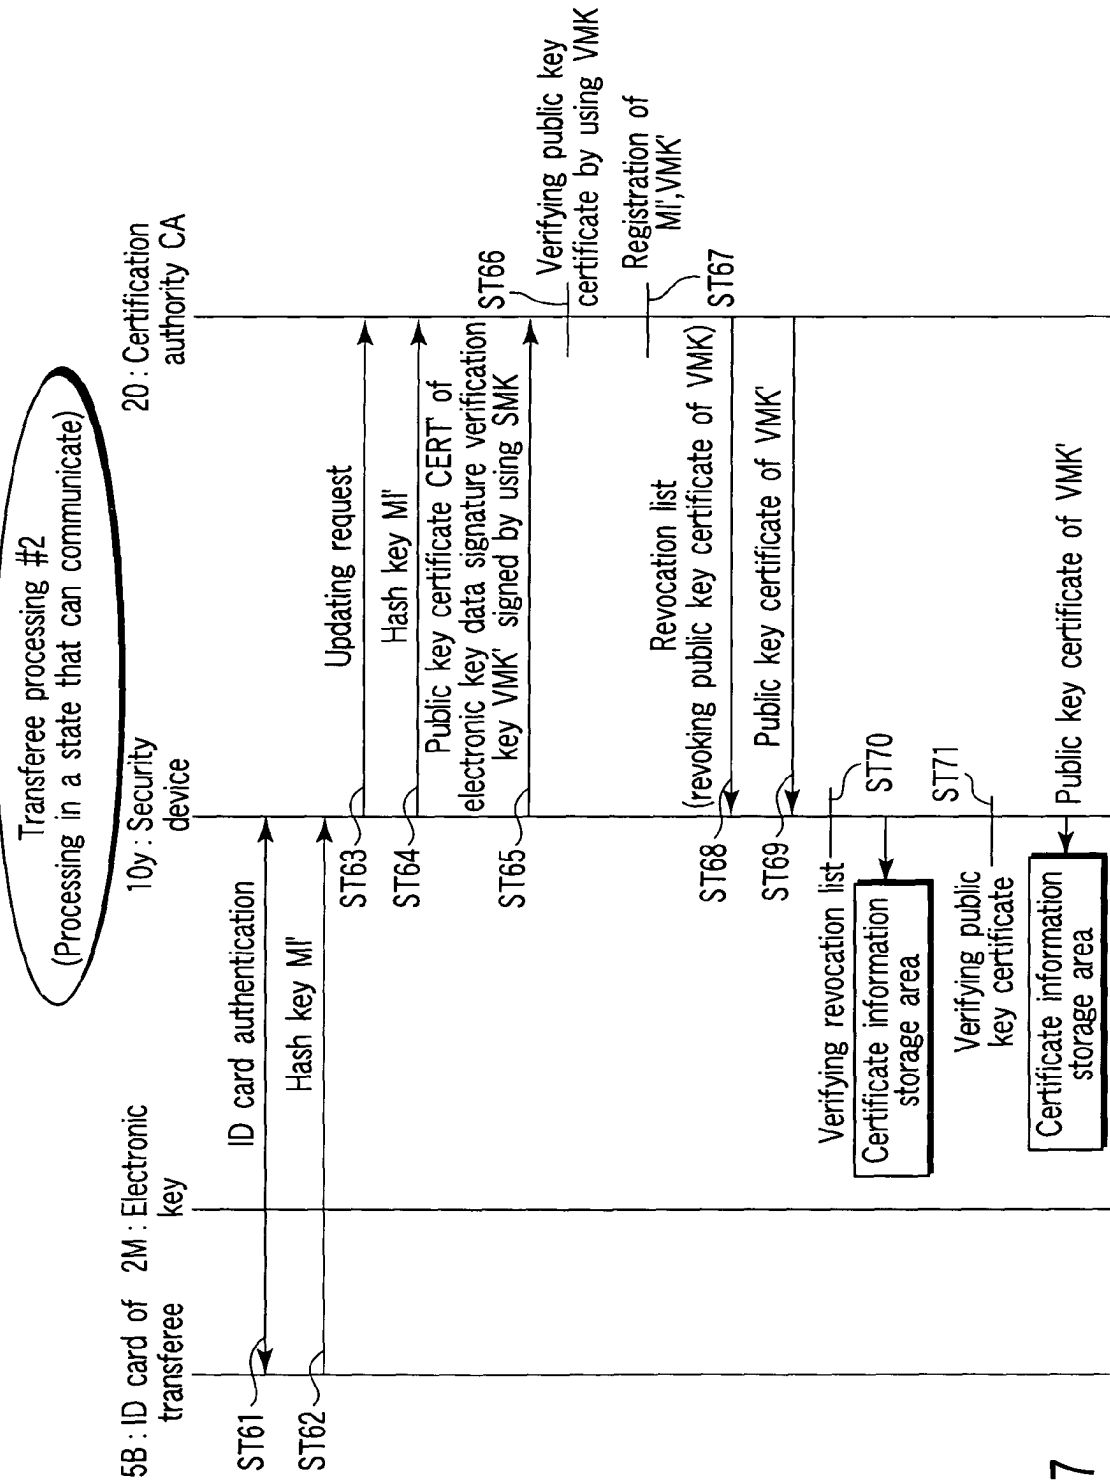 Transferee processing #2
(Processing in a state that can communicate)
5B : ID card of
transferee
2M : Electronic
key
10y : Security
device
20 : Certification
authority CA
ST61
ID card authentication
ST62
Hash key MI'
ST63
Updating request
ST64
Hash key MI'
ST65
Public key certificate CERT' of
electronic key data signature verification
key VMK' signed by using SMK
ST66
Verifying public key
certificate by using VMK
Registration of
MI',VMK'
ST67
ST68
Revocation list
(revoking public key certificate of VMK)
ST69
Public key certificate of VMK'
Verifying revocation list
ST70
Certificate information
storage area
Verifying public
key certificate
ST71
Certificate information
storage area
Public key certificate of VMK'
7